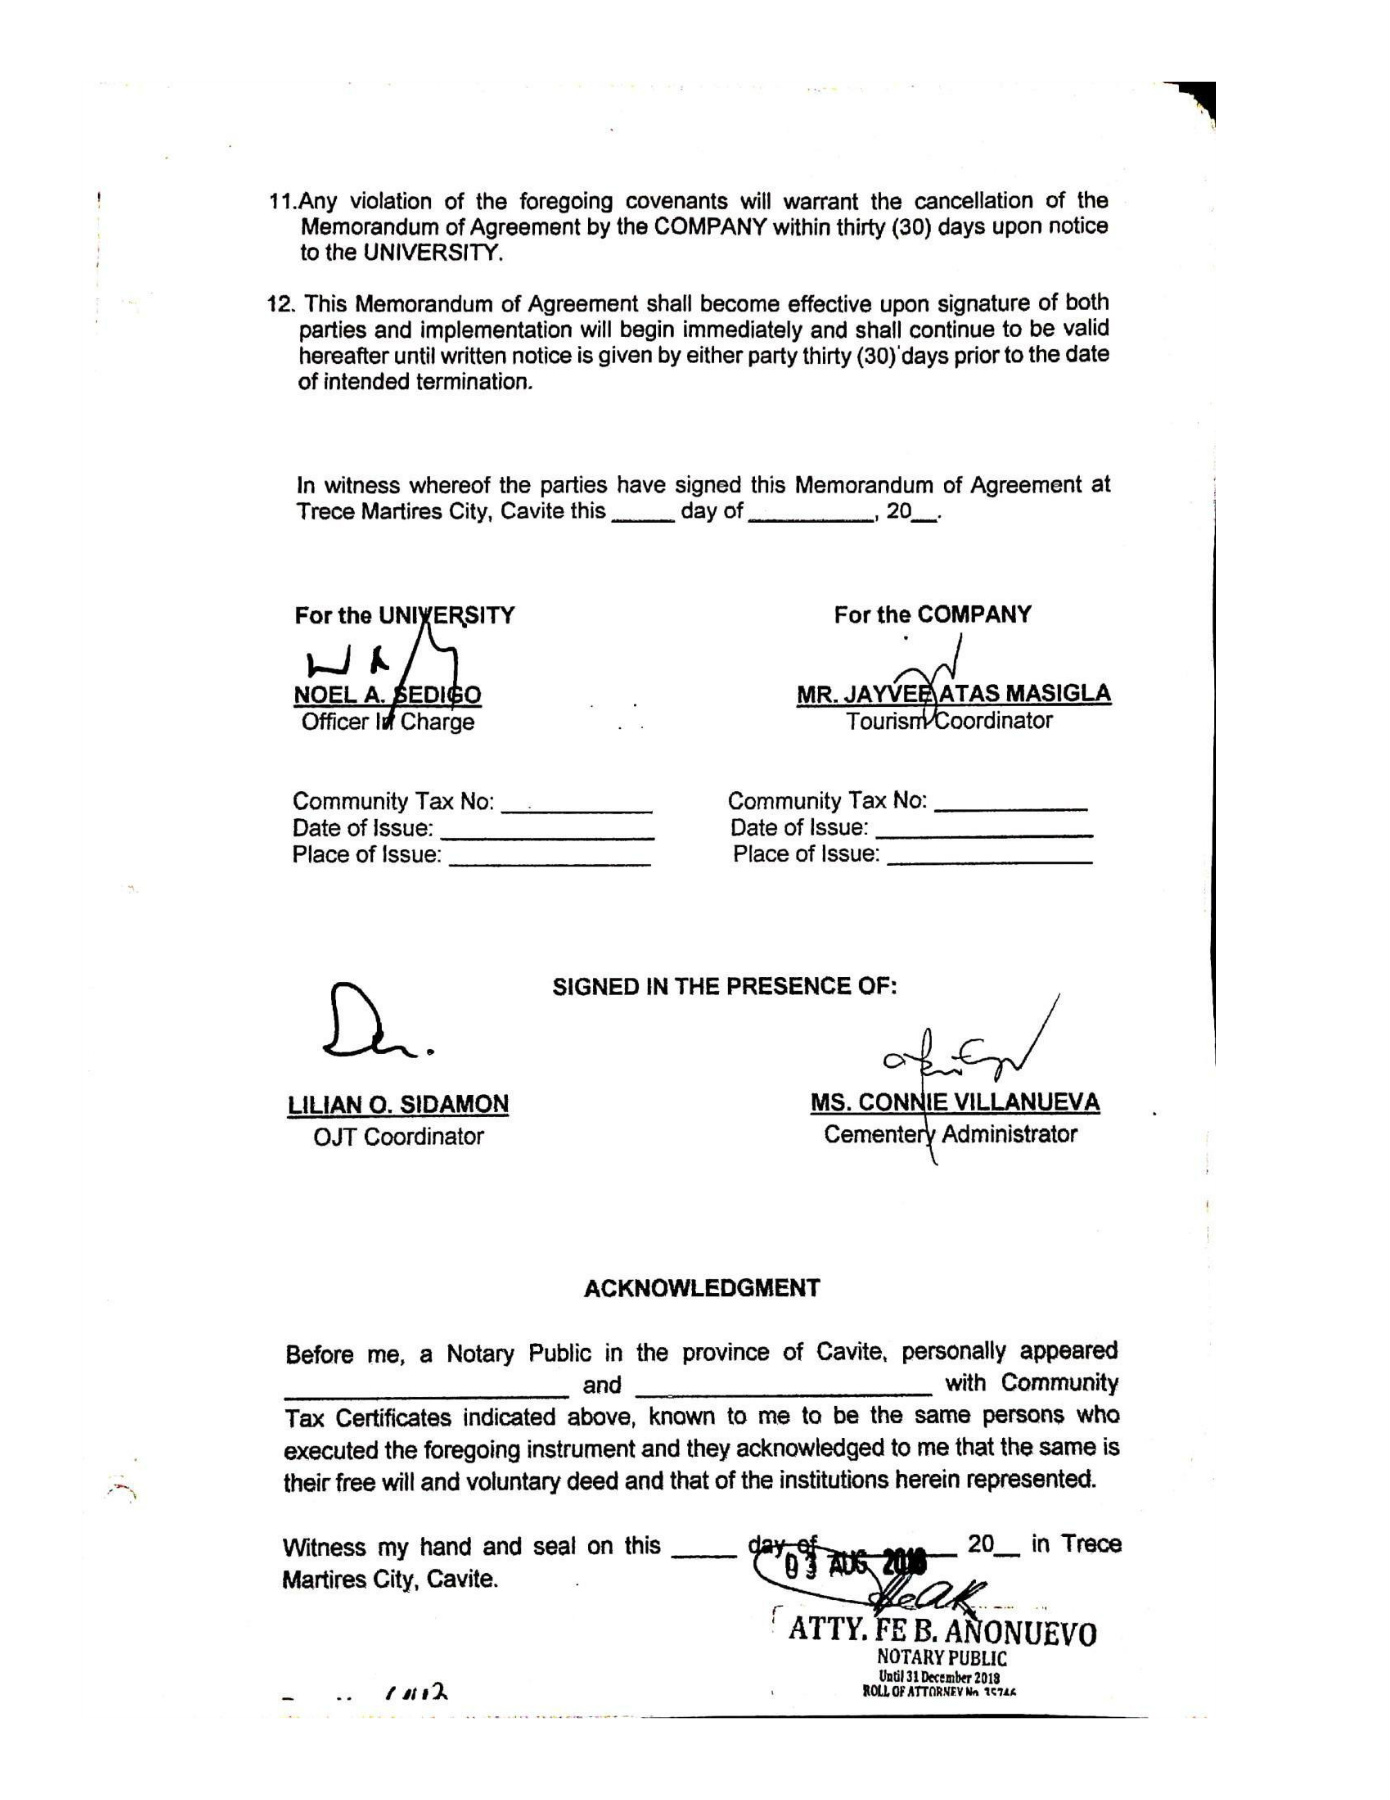 11.Any violation of the foregoing covenants will warrant the cancellation of the
Memorandum of Agreement by the COMPANY within thirty (30) days upon notice
to the UNIVERSITY.
12. This Memorandum of Agreement shall become effective upon signature of both
parties and implementation will begin immediately and shall continue to be valid
hereafter until written notice is given by either party thirty (30) days prior to the date
of intended termination.
In witness whereof the parties have signed this Memorandum of Agreement at
Trece Martires City, Cavite this _____ day of __________, 20__.
For the UNIVERSITY For the COMPANY
NOEL A. SEDIGO MR. JAYVEE ATAS MASIGLA
Officer In Charge Tourism Coordinator
Community Tax No: ____________ Community Tax No: ____________
Date of Issue: _________________ Date of Issue: _________________
Place of Issue: ________________ Place of Issue: ________________
SIGNED IN THE PRESENCE OF:
LILIAN O. SIDAMON MS. CONNIE VILLANUEVA
OJT Coordinator Cementery Administrator
ACKNOWLEDGMENT
Before me, a Notary Public in the province of Cavite, personally appeared
______________________ and _______________________ with Community
Tax Certificates indicated above, known to me to be the same persons who
executed the foregoing instrument and they acknowledged to me that the same is
their free will and voluntary deed and that of the institutions herein represented.
Witness my hand and seal on this _____ day of ___________ 20__ in Trece
03 AUG 2018
Martires City, Cavite.
ATTY. FE B. AÑONUEVO
NOTARY PUBLIC
Until 31 December 2018
ROLL OF ATTORNEY No